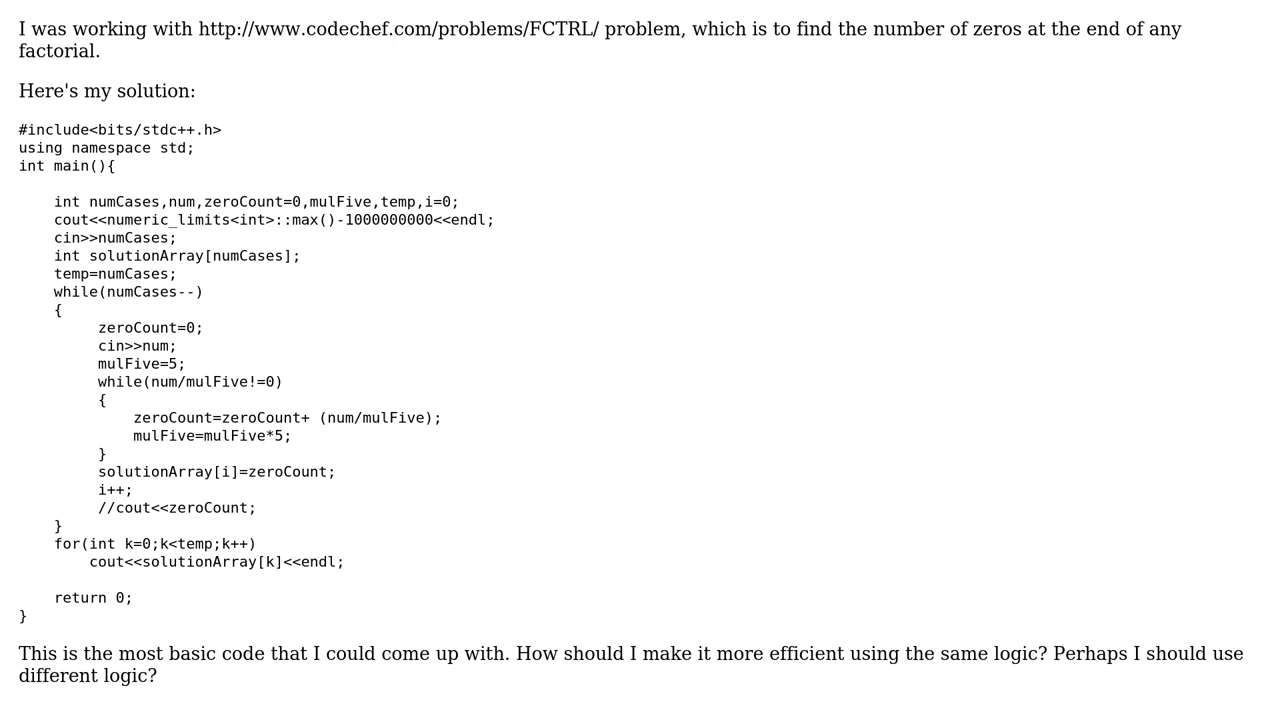 I was working with http://www.codechef.com/problems/FCTRL/ problem, which is to find the number of zeros at the end of any
factorial.
Here's my solution:
#include<bits/stdc++.h>
using namespace std;
int main(){
    int numCases,num,zeroCount=0,mulFive,temp,i=0;
    cout<<numeric_limits<int>::max()-1000000000<<endl;
    cin>>numCases;
    int solutionArray[numCases];
    temp=numCases;
    while(numCases--)
    {
         zeroCount=0;
         cin>>num;
         mulFive=5;
         while(num/mulFive!=0)
         {
             zeroCount=zeroCount+ (num/mulFive);
             mulFive=mulFive*5;
         }
         solutionArray[i]=zeroCount;
         i++;
         //cout<<zeroCount;
    }
    for(int k=0;k<temp;k++)
        cout<<solutionArray[k]<<endl;
    return 0;
}
This is the most basic code that I could come up with. How should I make it more efficient using the same logic? Perhaps I should use
different logic?